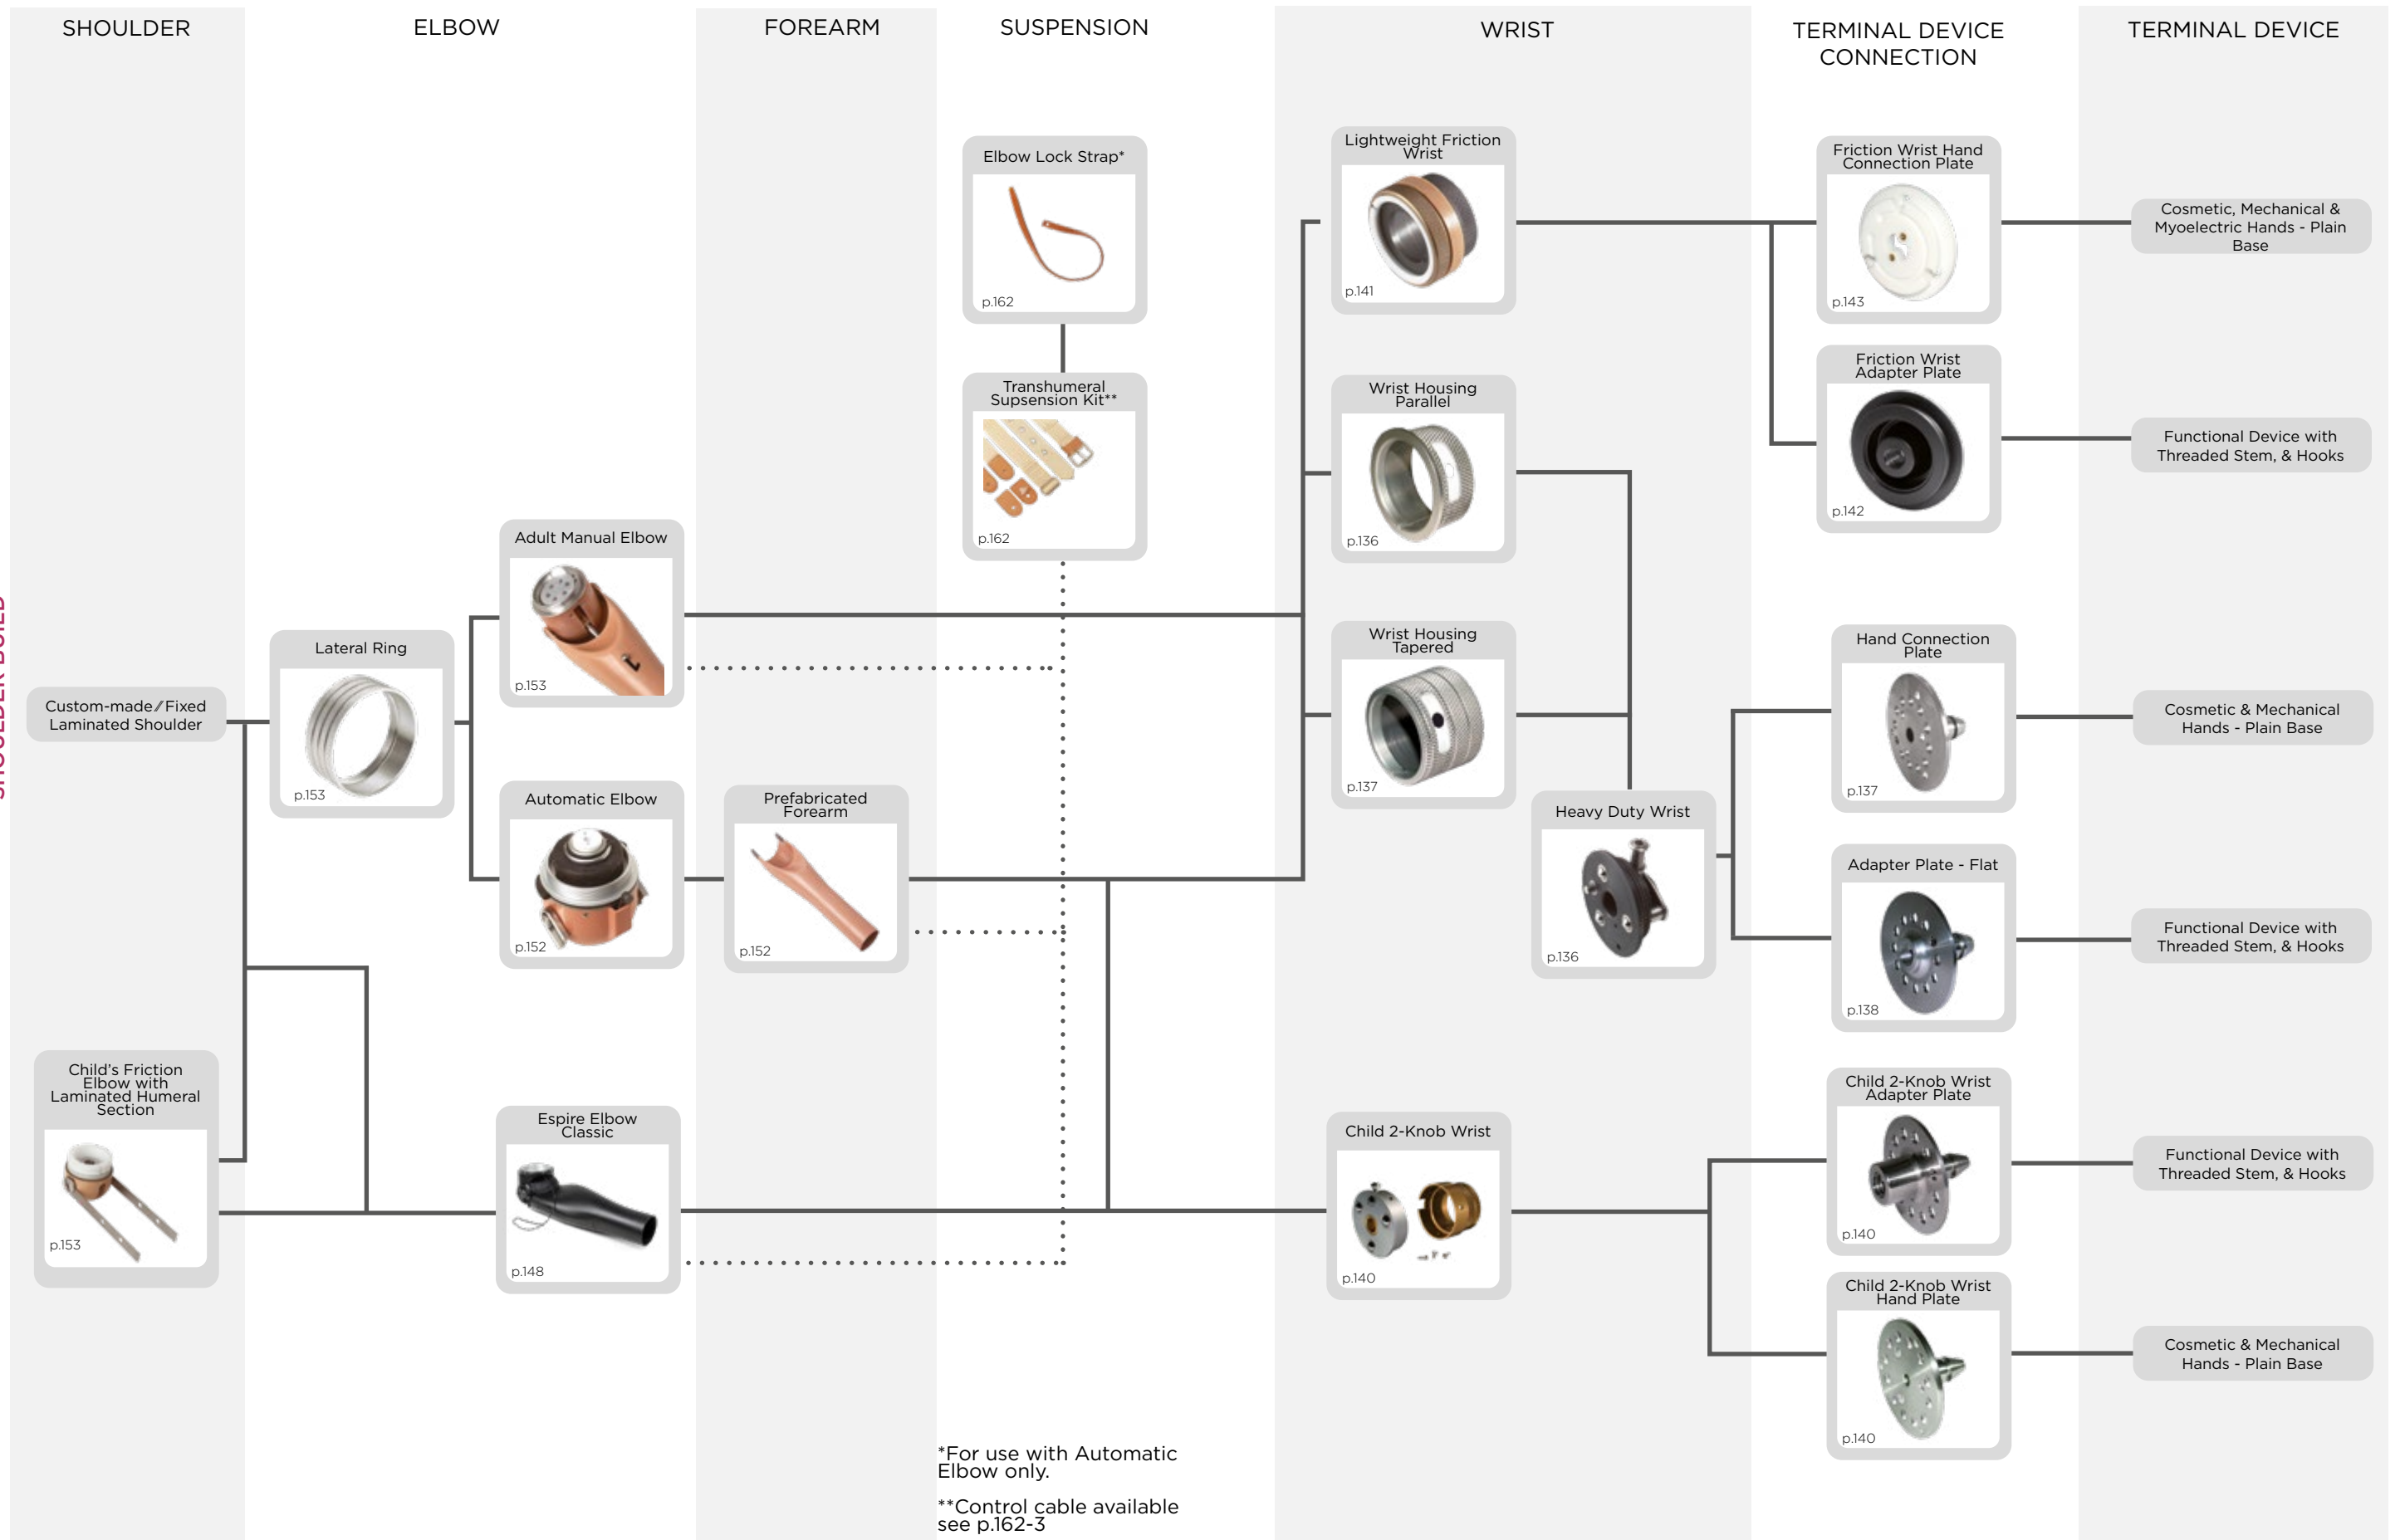 SHOULDER
ELBOW
FOREARM
SUSPENSION
WRIST
TERMINAL DEVICE
CONNECTION
TERMINAL DEVICE
SHOULDER BUILD
Custom-made/Fixed
Laminated Shoulder
Child's Friction
Elbow with
Laminated Humeral
Section
p.153
Lateral Ring
p.153
Adult Manual Elbow
p.153
Automatic Elbow
p.152
Espire Elbow
Classic
p.148
Prefabricated
Forearm
p.152
Elbow Lock Strap*
p.162
Transhumeral
Supsension Kit**
p.162
*For use with Automatic
Elbow only.
**Control cable available
see p.162-3
Lightweight Friction
Wrist
p.141
Wrist Housing
Parallel
p.136
Wrist Housing
Tapered
p.137
Heavy Duty Wrist
p.136
Child 2-Knob Wrist
p.140
Friction Wrist Hand
Connection Plate
p.143
Friction Wrist
Adapter Plate
p.142
Hand Connection
Plate
p.137
Adapter Plate - Flat
p.138
Child 2-Knob Wrist
Adapter Plate
p.140
Child 2-Knob Wrist
Hand Plate
p.140
Cosmetic, Mechanical &
Myoelectric Hands - Plain
Base
Functional Device with
Threaded Stem, & Hooks
Cosmetic & Mechanical
Hands - Plain Base
Functional Device with
Threaded Stem, & Hooks
Functional Device with
Threaded Stem, & Hooks
Cosmetic & Mechanical
Hands - Plain Base